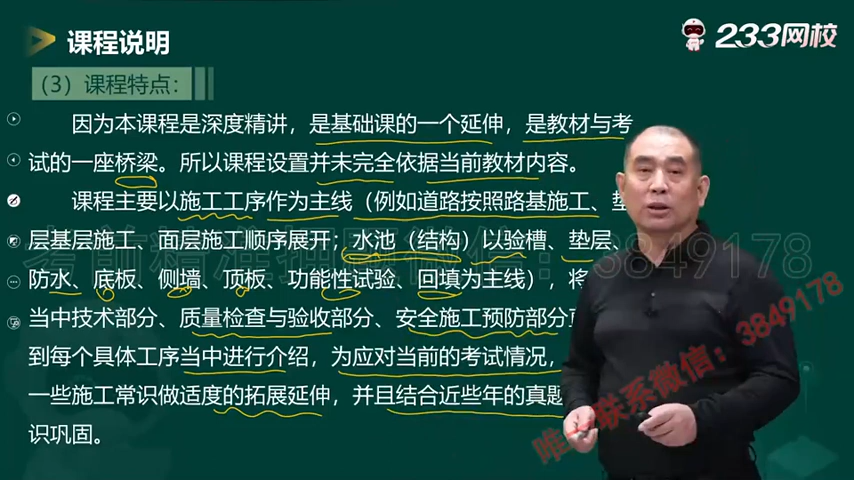 课程说明
233网校
（3）课程特点：
因为本课程是深度精讲，是基础课的一个延伸，是教材与考
试的一座桥梁。所以课程设置并未完全依据当前教材内容。
课程主要以施工工序作为主线（例如道路按照路基施工、垫
层基层施工、面层施工顺序展开；水池（结构）以验槽、垫层、
防水、底板、侧墙、顶板、功能性试验、回填为主线），将
当中技术部分、质量检查与验收部分、安全施工预防部分
到每个具体工序当中进行介绍，为应对当前的考试情况，
一些施工常识做适度的拓展延伸，并且结合近些年的真题
识巩固。
唯一联系微信：3849178